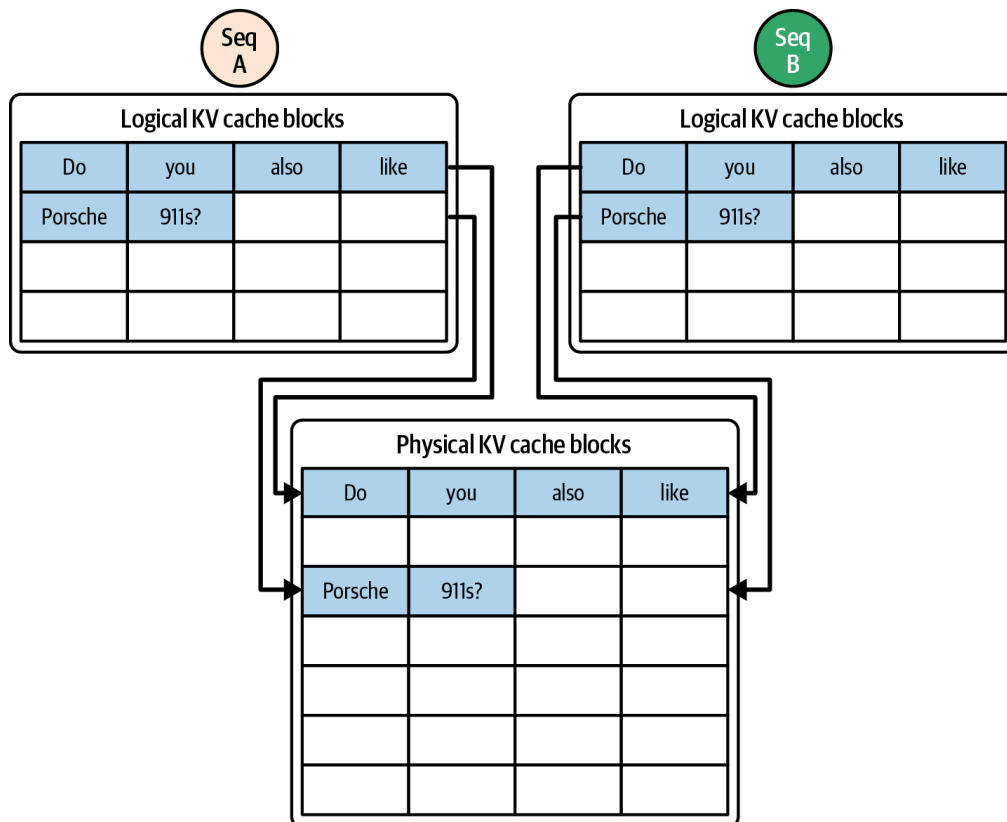 Seq
A
Seq
B
Logical KV cache blocks
Do you also like
Porsche 911s?
Logical KV cache blocks
Do you also like
Porsche 911s?
Physical KV cache blocks
Do you also like
Porsche 911s?